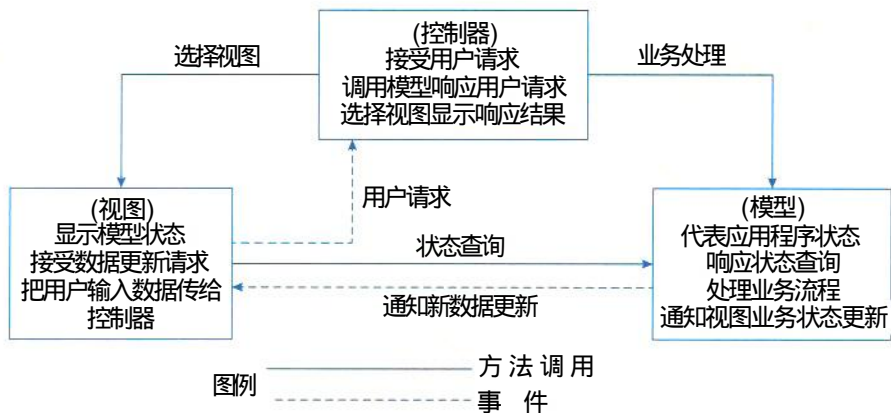 (控制器)
接受用户请求
调用模型响应用户请求
选择视图显示响应结果
选择视图
业务处理
用户请求
(视图)
显示模型状态
接受数据更新请求
把用户输入数据传给
控制器
状态查询
通知新数据更新
(模型)
代表应用程序状态
响应状态查询
处理业务流程
通知视图业务状态更新
图例
方法调用
事 件